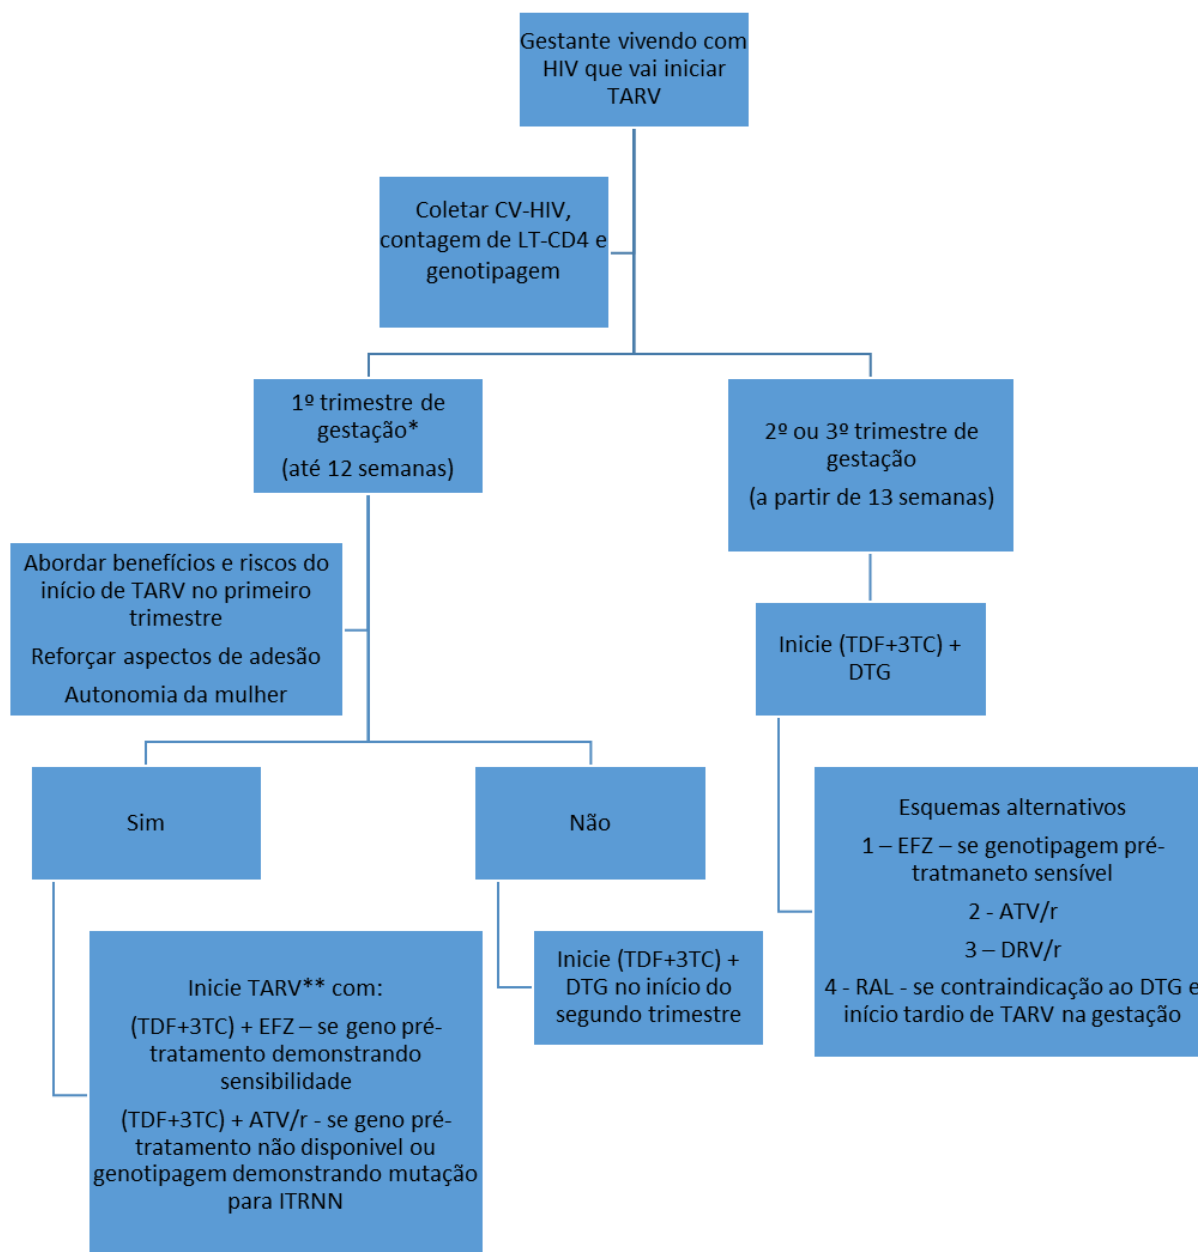 Gestante vivendo com
HIV que vai iniciar
TARV
Coletar CV-HIV,
contagem de LT-CD4 e
genotipagem
1º trimestre de
gestação*
(até 12 semanas)
2º ou 3º trimestre de
gestação
(a partir de 13 semanas)
Abordar benefícios e riscos do
início de TARV no primeiro
trimestre
Reforçar aspectos de adesão
Autonomia da mulher
Inicie (TDF+3TC) +
DTG
Sim
Não
Esquemas alternativos
1 – EFZ – se genotipagem pré-
tratmaneto sensível
2 - ATV/r
3 – DRV/r
4 - RAL - se contraindicação ao DTG e
início tardio de TARV na gestação
Inicie TARV** com:
(TDF+3TC) + EFZ – se geno pré-
tratamento demonstrando
sensibilidade
(TDF+3TC) + ATV/r - se geno pré-
tratamento não disponivel ou
genotipagem demonstrando mutação
para ITRNN
Inicie (TDF+3TC) +
DTG no início do
segundo trimestre